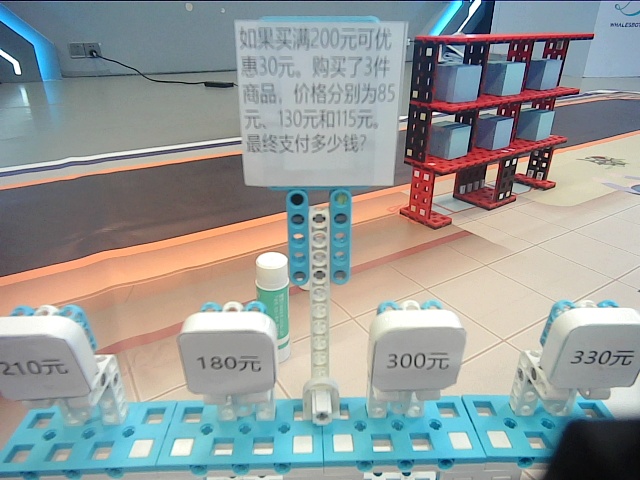 如果买满200元可优
惠30元。购买了3件
商品，价格分别为85
元、130元和115元。
最终支付多少钱?
210元
180元
300元
330元
WHALESBOT